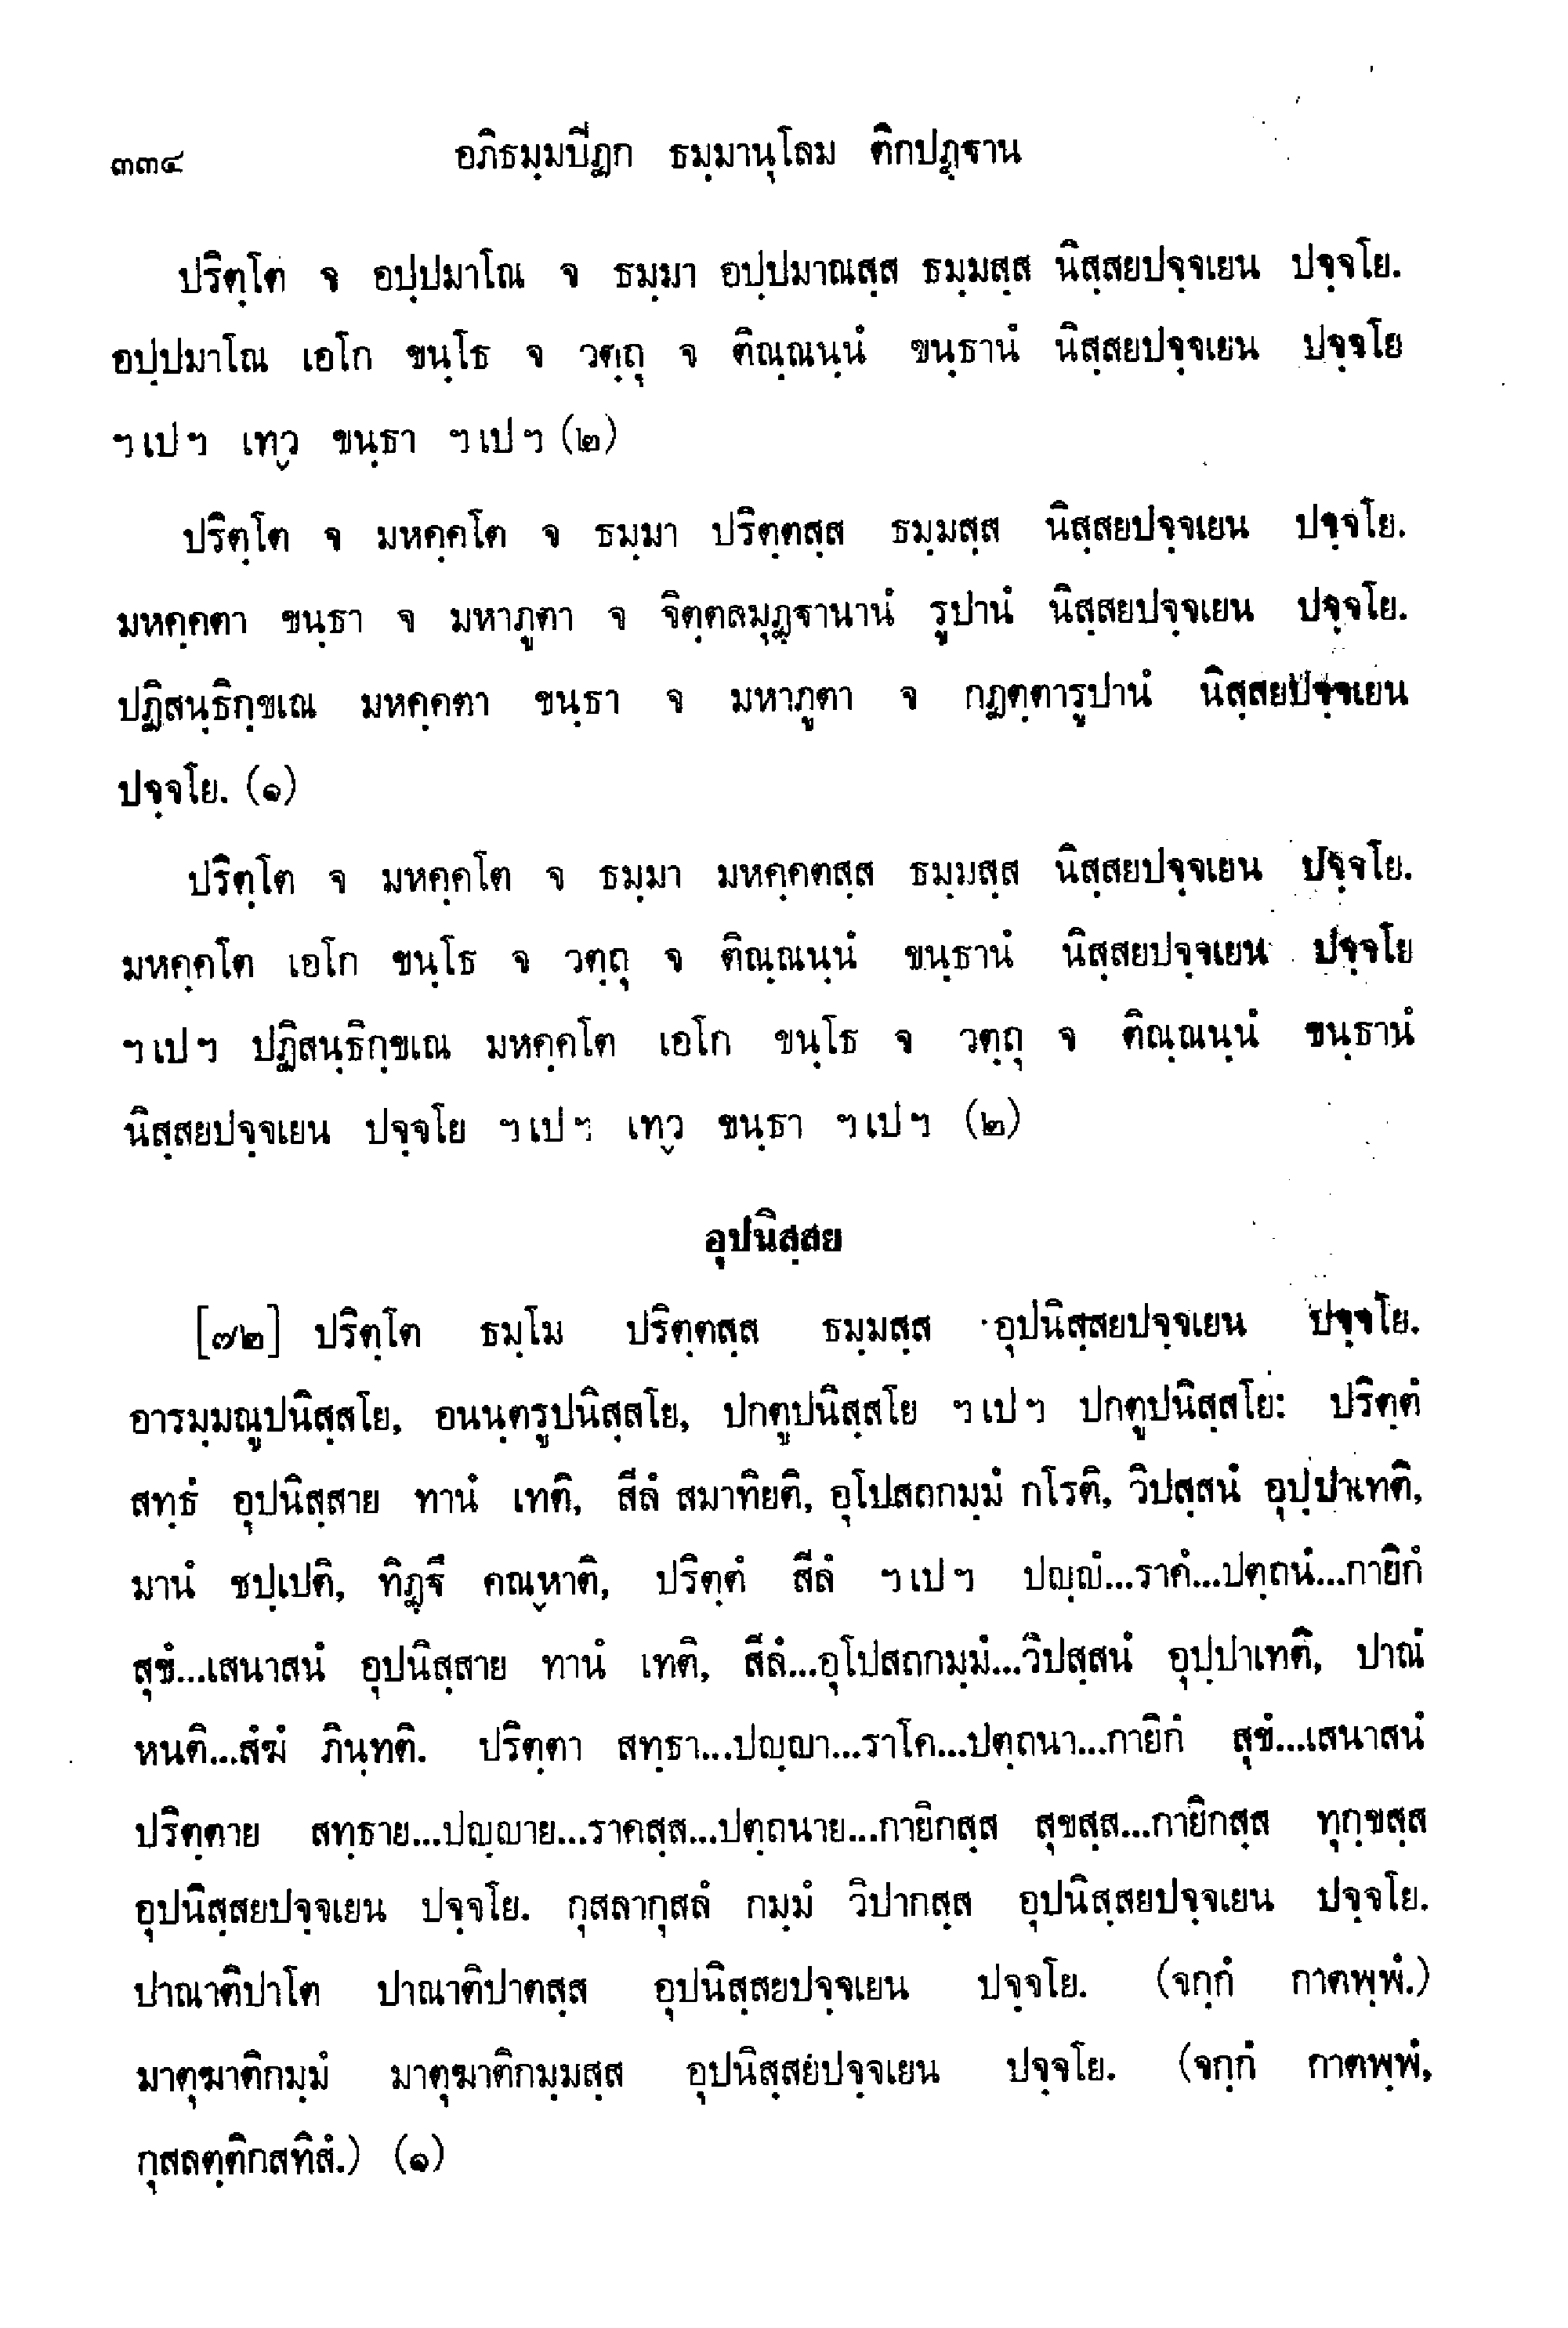 ๓๓๔ อภิธมฺมปิฏก ธมฺมานุโลม ติกปฏฺฐาน
ปริตฺโต จ อปฺปมาโณ จ ธมฺมา อปฺปมาณสฺส ธมฺมสฺส นิสฺสยปจฺจเยน ปจฺจโย.
อปฺปมาโณ เอโก ขนฺโธ จ วตฺถุ จ ติณฺณนฺนํ ขนฺธานํ นิสฺสยปจฺจเยน ปจฺจโย
ฯเปฯ เทฺว ขนฺธา ฯเปฯ (๒)
ปริตฺโต จ มหคฺคโต จ ธมฺมา ปริตฺตสฺส ธมฺมสฺส นิสฺสยปจฺจเยน ปจฺจโย.
มหคฺคตา ขนฺธา จ มหาภูตา จ จิตฺตสมุฏฺฐานานํ รูปานํ นิสฺสยปจฺจเยน ปจฺจโย.
ปฏิสนฺธิกฺขเณ มหคฺคตา ขนฺธา จ มหาภูตา จ กฏตฺตารูปานํ นิสฺสยปจฺจเยน
ปจฺจโย. (๑)
ปริตฺโต จ มหคฺคโต จ ธมฺมา มหคฺคตสฺส ธมฺมสฺส นิสฺสยปจฺจเยน ปจฺจโย.
มหคฺคโต เอโก ขนฺโธ จ วตฺถุ จ ติณฺณนฺนํ ขนฺธานํ นิสฺสยปจฺจเยน ปจฺจโย
ฯเปฯ ปฏิสนฺธิกฺขเณ มหคฺคโต เอโก ขนฺโธ จ วตฺถุ จ ติณฺณนฺนํ ขนฺธานํ
นิสฺสยปจฺจเยน ปจฺจโย ฯเปฯ เทฺว ขนฺธา ฯเปฯ (๒)
อุปนิสฺสย
[๗๒] ปริตฺโต ธมฺโม ปริตฺตสฺส ธมฺมสฺส อุปนิสฺสยปจฺจเยน ปจฺจโย.
อารมฺมณูปนิสฺสโย, อนนฺตรูปนิสฺสโย, ปกตูปนิสฺสโย ฯเปฯ ปกตูปนิสฺสโย: ปริตฺตํ
สทฺธํ อุปนิสฺสาย ทานํ เทติ, สีลํ สมาทิยติ, อุโปสถกมฺมํ กโรติ, วิปสฺสนํ อุปฺปาเทติ,
มานํ ชปฺเปติ, ทิฏฺฐึ คณฺหาติ, ปริตฺตํ สีลํ ฯเปฯ ปญฺญํ...ราคํ...ปตฺถนํ...กายิกํ
สุขํ...เสนาสนํ อุปนิสฺสาย ทานํ เทติ, สีลํ...อุโปสถกมฺมํ...วิปสฺสนํ อุปฺปาเทติ, ปาณํ
หนติ...สํฆํ ภินฺทติ. ปริตฺตา สทฺธา...ปญฺญา...ราโค...ปตฺถนา...กายิกํ สุขํ...เสนาสนํ
ปริตฺตาย สทฺธาย...ปญฺญาย...ราคสฺส...ปตฺถนาย...กายิกสฺส สุขสฺส...กายิกสฺส ทุกฺขสฺส
อุปนิสฺสยปจฺจเยน ปจฺจโย. กุสลากุสลํ กมฺมํ วิปากสฺส อุปนิสฺสยปจฺจเยน ปจฺจโย.
ปาณาติปาโต ปาณาติปาตสฺส อุปนิสฺสยปจฺจเยน ปจฺจโย. (จกฺกํ กาตพฺพํ.)
มาตุฆาติกมฺมํ มาตุฆาติกมฺมสฺส อุปนิสฺสยปจฺจเยน ปจฺจโย. (จกฺกํ กาตพฺพํ,
กุสลตฺติกสทิสํ.) (๑)